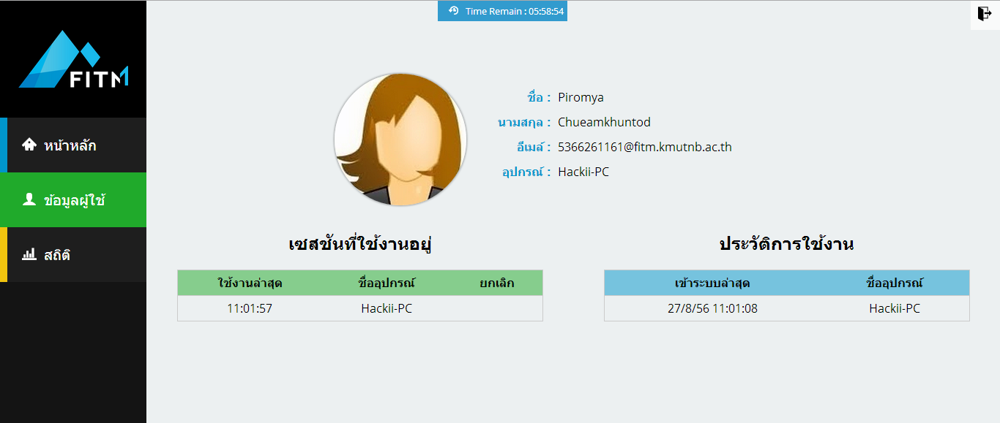 Time Remain : 05:58:54
FITM
หน้าหลัก
ข้อมูลผู้ใช้
สถิติ
ชื่อ : Piromya
นามสกุล : Chueamkhuntod
อีเมล์ : 5366261161@fitm.kmutnb.ac.th
อุปกรณ์ : Hackii-PC
เซสชันที่ใช้งานอยู่
ใช้งานล่าสุด ชื่ออุปกรณ์ ยกเลิก
11:01:57 Hackii-PC
ประวัติการใช้งาน
เข้าระบบล่าสุด ชื่ออุปกรณ์
27/8/56 11:01:08 Hackii-PC